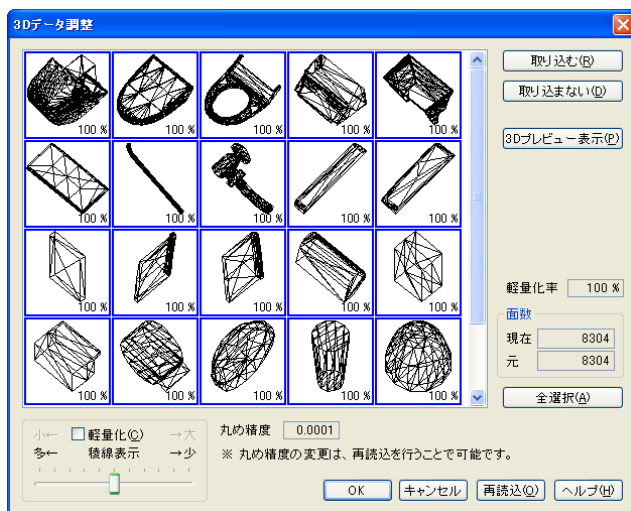 3Dデータ調整
100 % 100 % 100 % 100 % 100 %
100 % 100 % 100 % 100 % 100 %
100 % 100 % 100 % 100 % 100 %
100 % 100 % 100 % 100 % 100 %
取り込む(R)
取り込まない(D)
3Dプレビュー表示(P)
軽量化率 100 %
面数
現在 8304
元 8304
全選択(A)
小← 軽量化(C) →大
多← 稜線表示 →少
丸め精度 0.0001
※ 丸め精度の変更は、再読込を行うことで可能です。
OK キャンセル 再読込(O) ヘルプ(H)